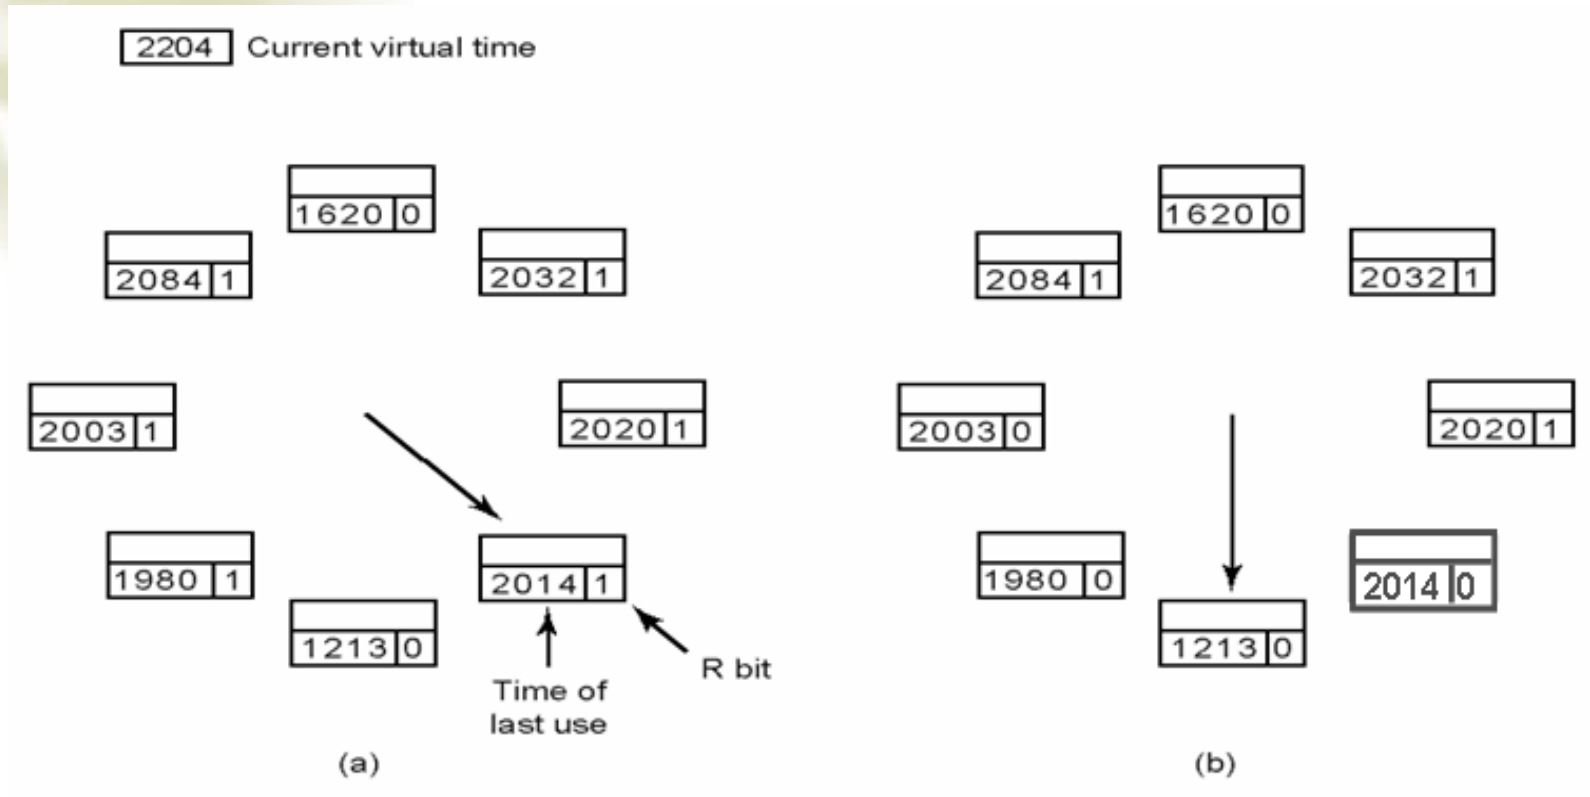 2204 Current virtual time
1620 0
2084 1
2032 1
2003 1
2020 1
1980 1
2014 1
1213 0
Time of
last use
R bit
(a)
1620 0
2084 1
2032 1
2003 0
2020 1
1980 0
2014 0
1213 0
(b)